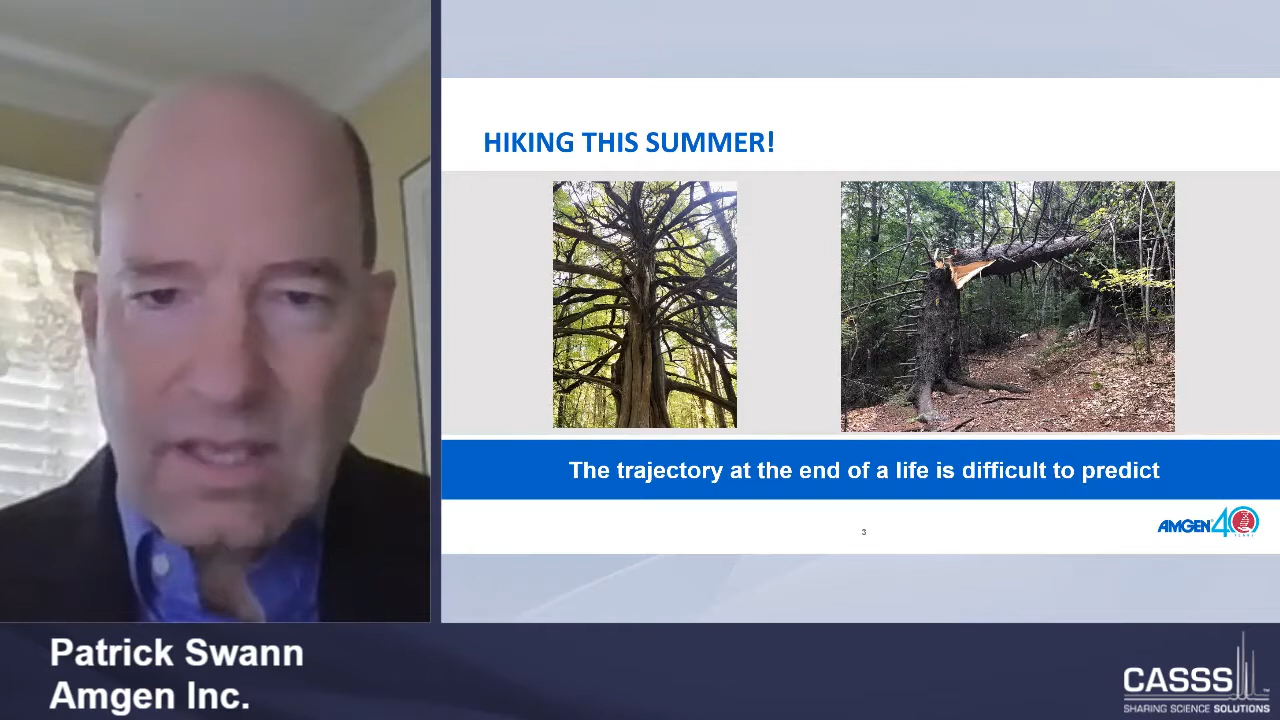 HIKING THIS SUMMER!
The trajectory at the end of a life is difficult to predict
3
AMGEN 40
YEARS
Patrick Swann
Amgen Inc.
CASSS
SHARING SCIENCE SOLUTIONS